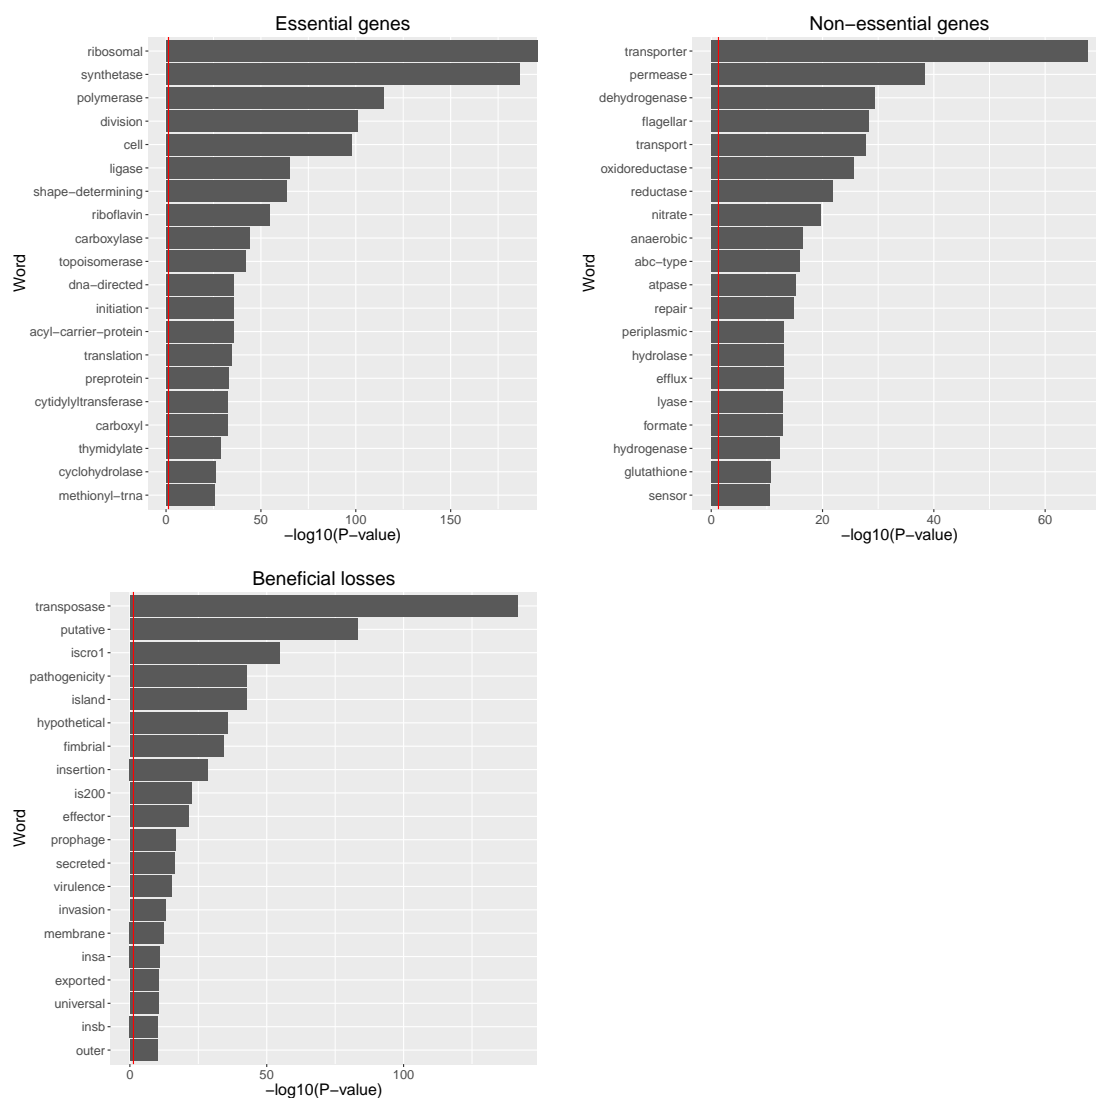 Essential genes
ribosomal
synthetase
polymerase
division
cell
ligase
shape−determining
riboflavin
carboxylase
topoisomerase
dna−directed
initiation
acyl−carrier−protein
translation
preprotein
cytidylyltransferase
carboxyl
thymidylate
cyclohydrolase
methionyl−trna
Word
0 50 100 150
−log10(P−value)
Non−essential genes
transporter
permease
dehydrogenase
flagellar
transport
oxidoreductase
reductase
nitrate
anaerobic
abc−type
atpase
repair
periplasmic
hydrolase
efflux
lyase
formate
hydrogenase
glutathione
sensor
Word
0 20 40 60
−log10(P−value)
Beneficial losses
transposase
putative
iscro1
pathogenicity
island
hypothetical
fimbrial
insertion
is200
effector
prophage
secreted
virulence
invasion
membrane
insa
exported
universal
insb
outer
Word
0 50 100
−log10(P−value)